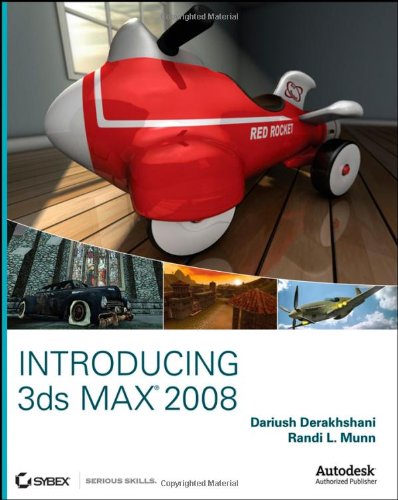 Copyrighted Material
RED ROCKET
INTRODUCING
3ds MAX® 2008
Dariush Derakhshani
Randi L. Munn
SYBEX
SERIOUS SKILLS.
Copyrighted Material
Autodesk®
Authorized Publisher